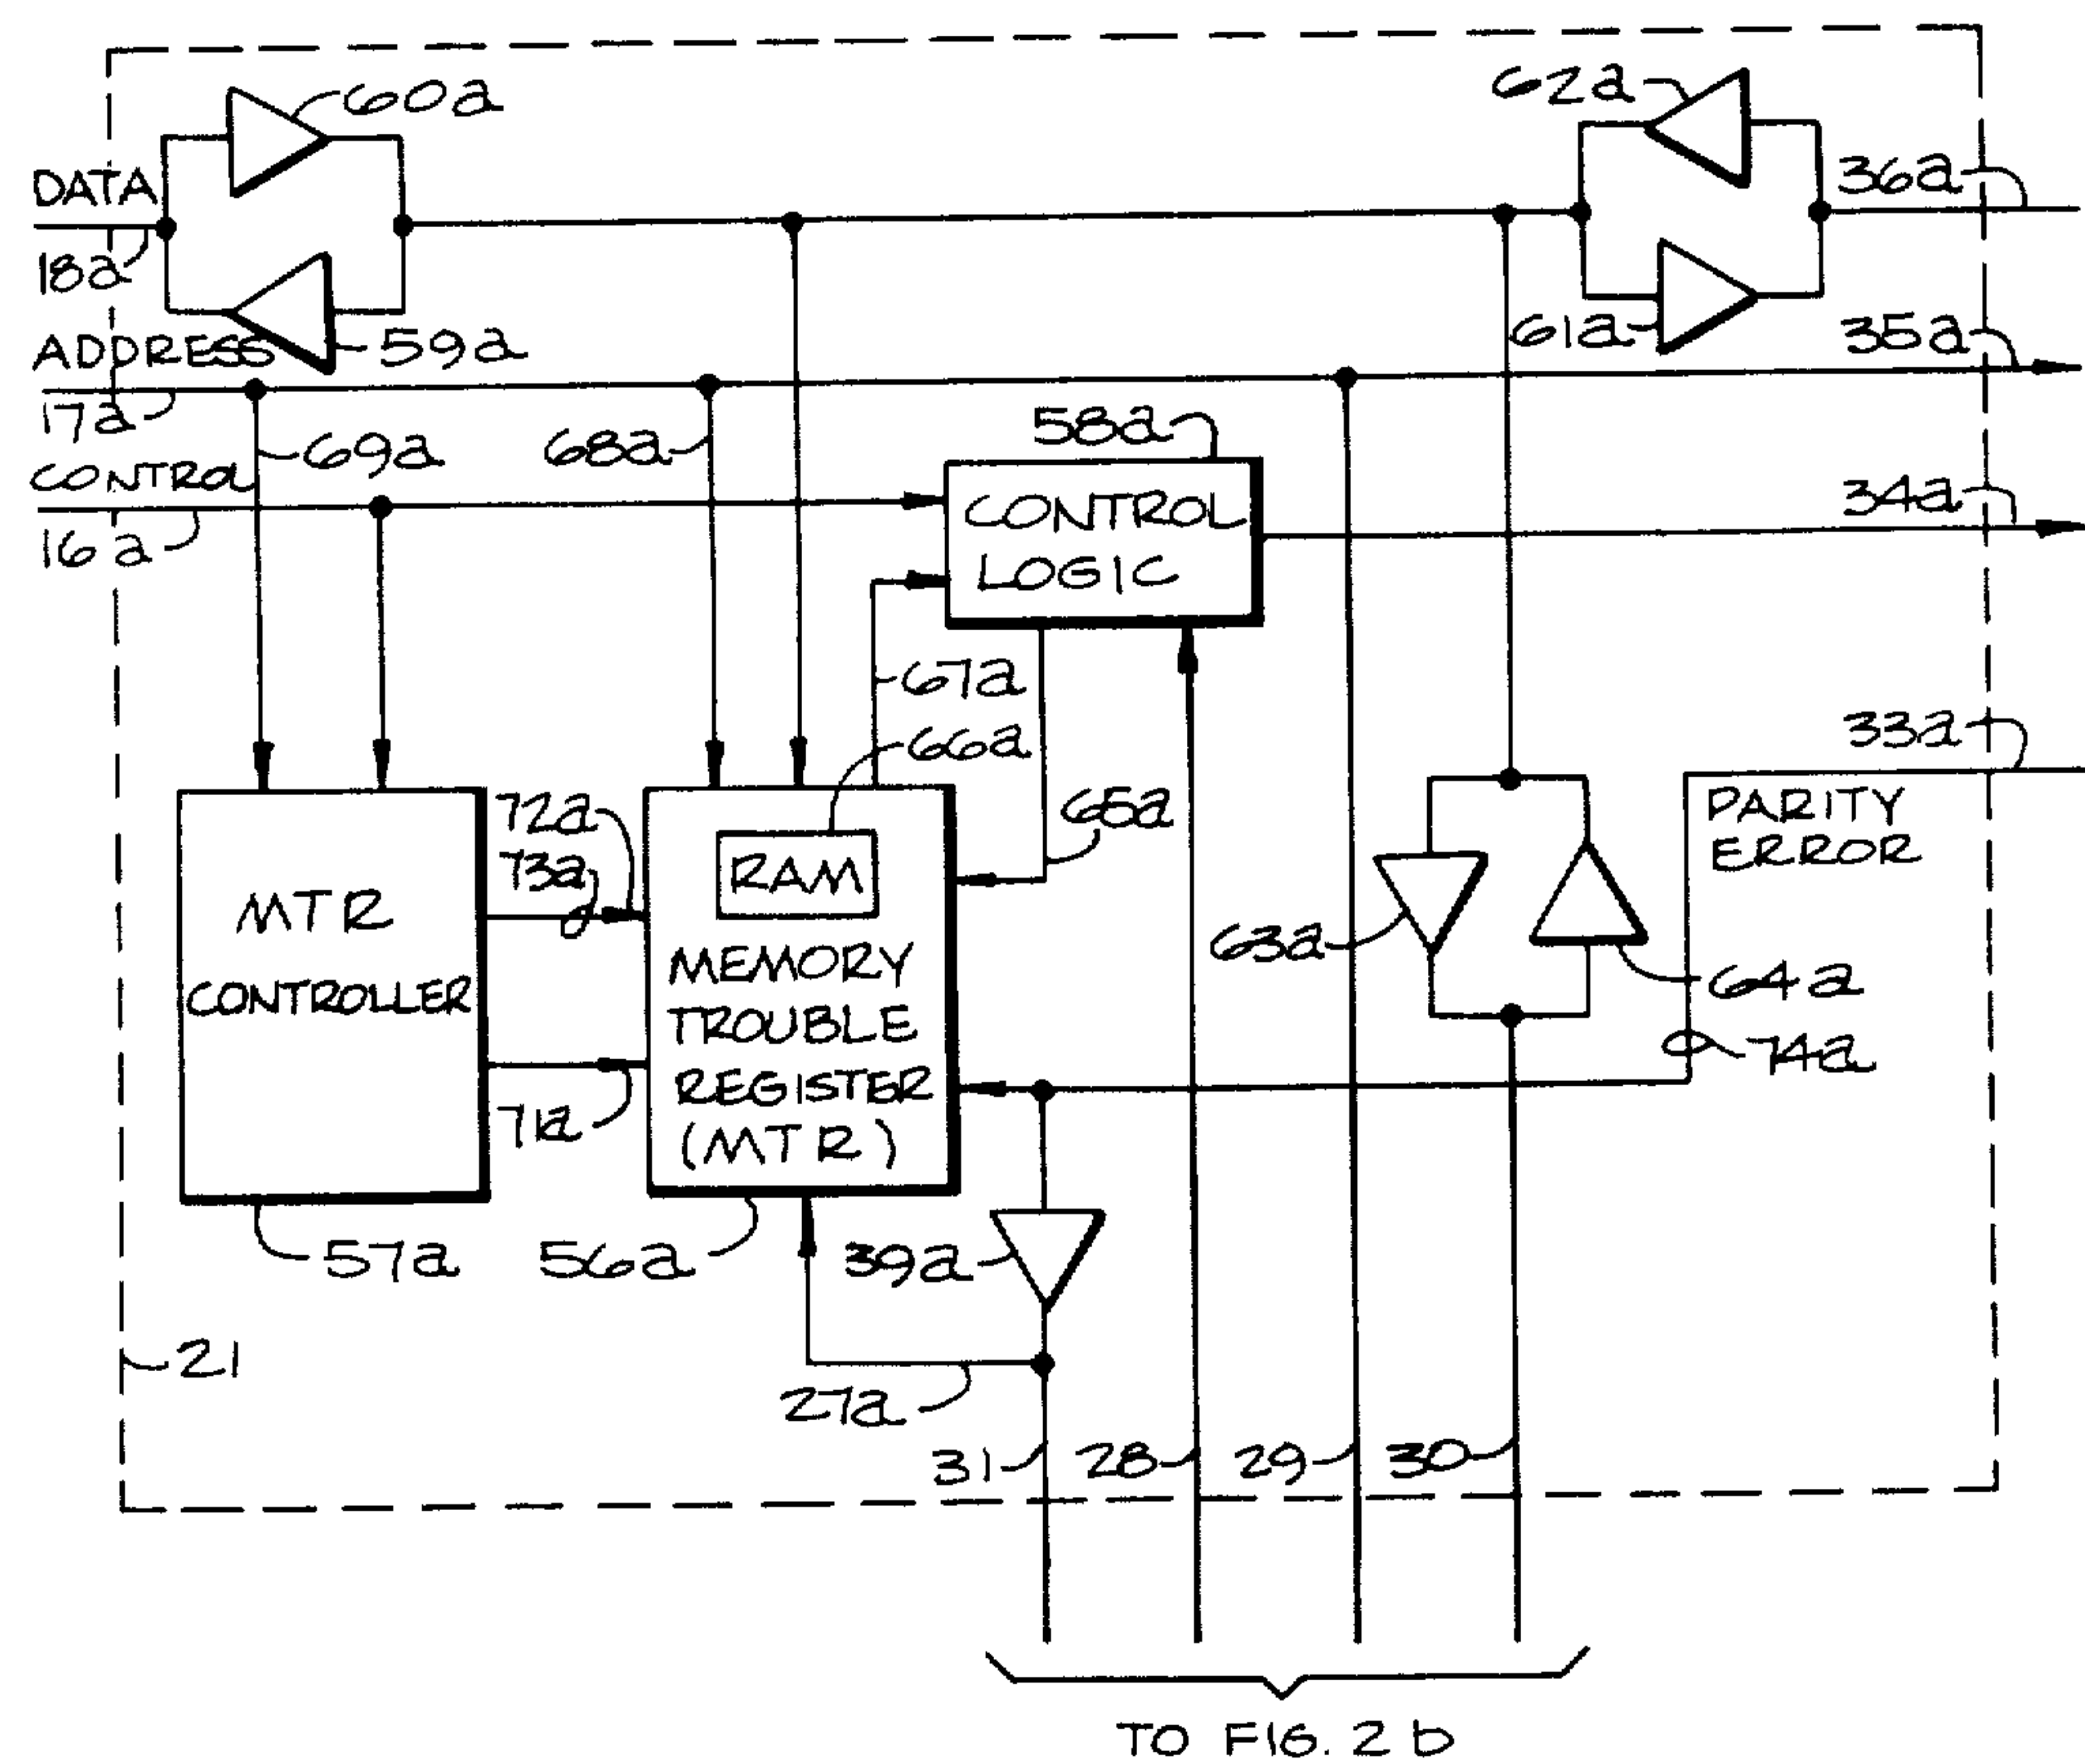 60a
62a
DATA
36a
18a
61a
35a
ADDRESS
59a
17a
58a
69a
68a
CONTROL
34a
CONTROL
LOGIC
16a
67a
33a
66a
72a
65a
PARITY
ERROR
73a
RAM
MTR
CONTROLLER
63a
MEMORY
TROUBLE
REGISTER
(MTR)
64a
74a
71a
57a
56a
39a
21
27a
31
28
29
30
TO FIG. 2b